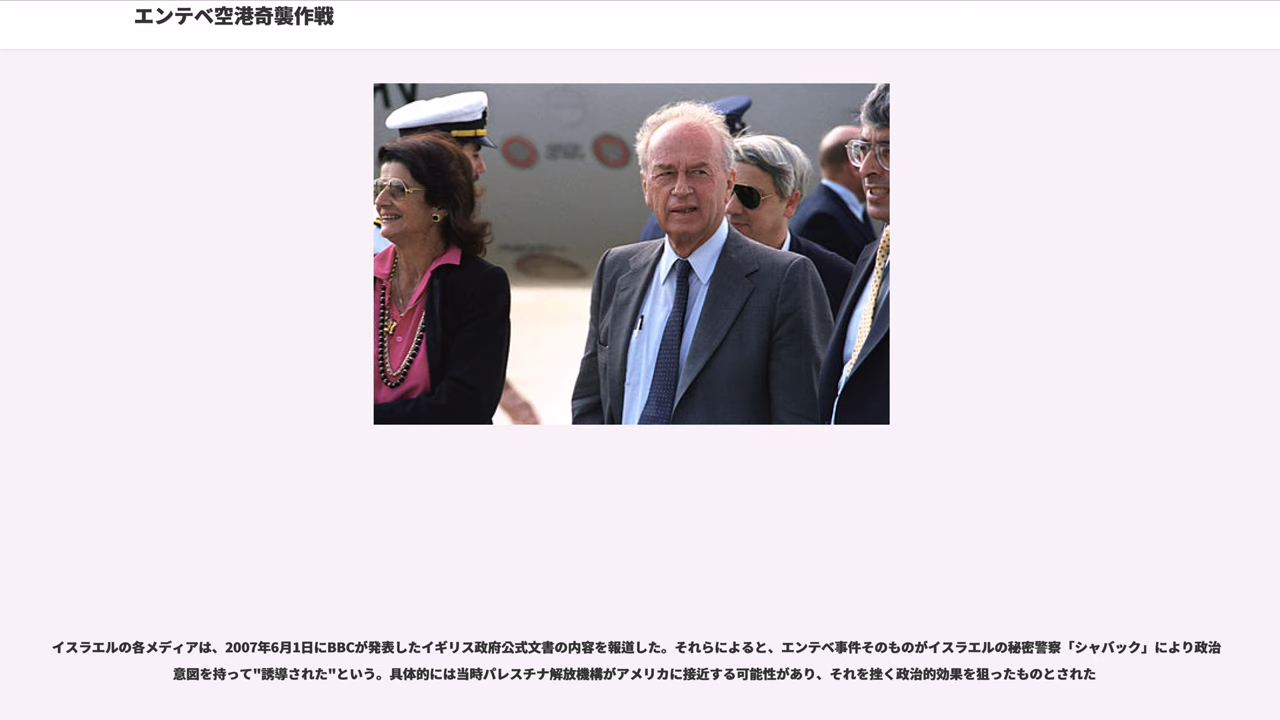 エンテベ空港奇襲作戦
イスラエルの各メディアは、2007年6月1日にBBCが発表したイギリス政府公式文書の内容を報道した。それらによると、エンテベ事件そのものがイスラエルの秘密警察「シャバック」により政治
意図を持って"誘導された"という。具体的には当時パレスチナ解放機構がアメリカに接近する可能性があり、それを挫く政治的効果を狙ったものとされた